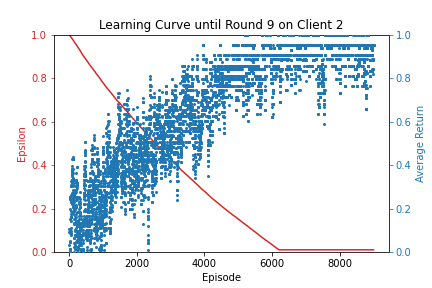 Learning Curve until Round 9 on Client 2
1.0 1.0
0.8 0.8
0.6 0.6
0.4 0.4
0.2 0.2
0.0 0.0
Epsilon
Average Return
0 2000 4000 6000 8000
Episode